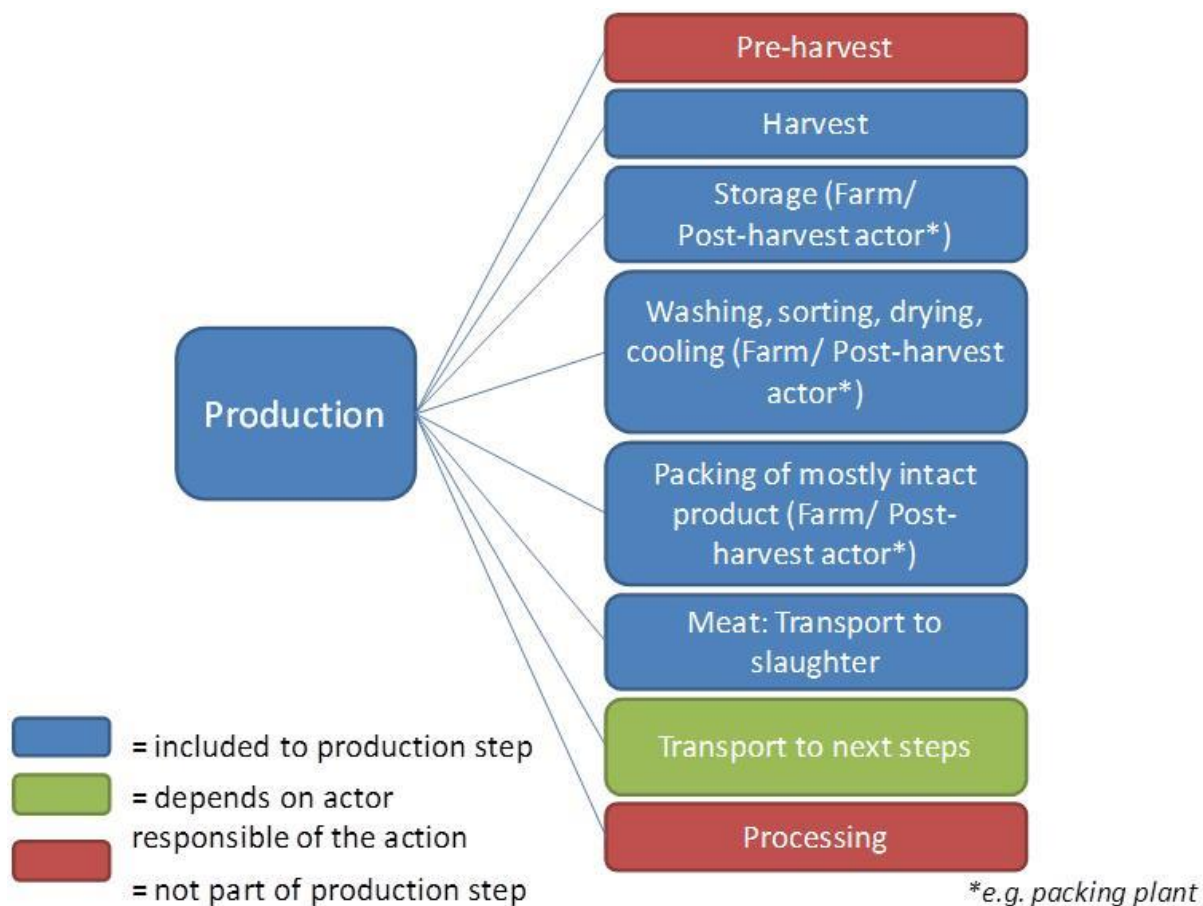 Pre-harvest
Harvest
Storage (Farm/
Post-harvest actor*)
Washing, sorting, drying,
cooling (Farm/ Post-harvest
actor*)
Production
Packing of mostly intact
product (Farm/ Post-
harvest actor*)
Meat: Transport to
slaughter
Transport to next steps
Processing
= included to production step
= depends on actor
responsible of the action
= not part of production step
*e.g. packing plant